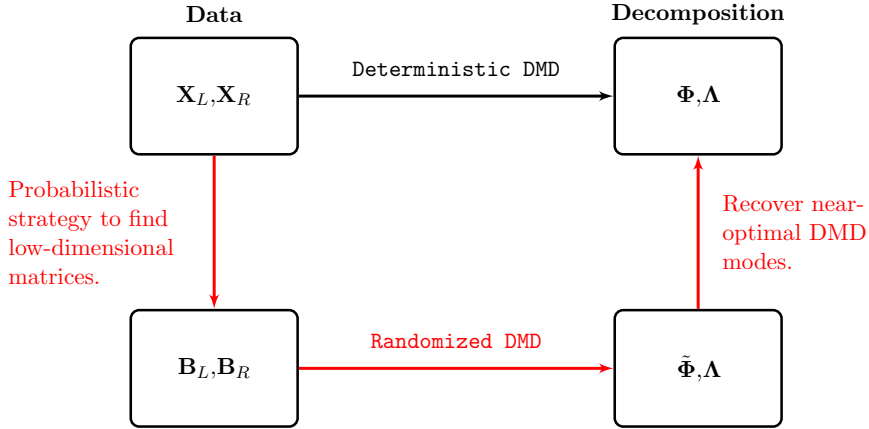 Data
Decomposition
Deterministic DMD
X_L,X_R
Φ,Λ
Probabilistic
strategy to find
low-dimensional
matrices.
Recover near-
optimal DMD
modes.
Randomized DMD
B_L,B_R
Φ̃,Λ